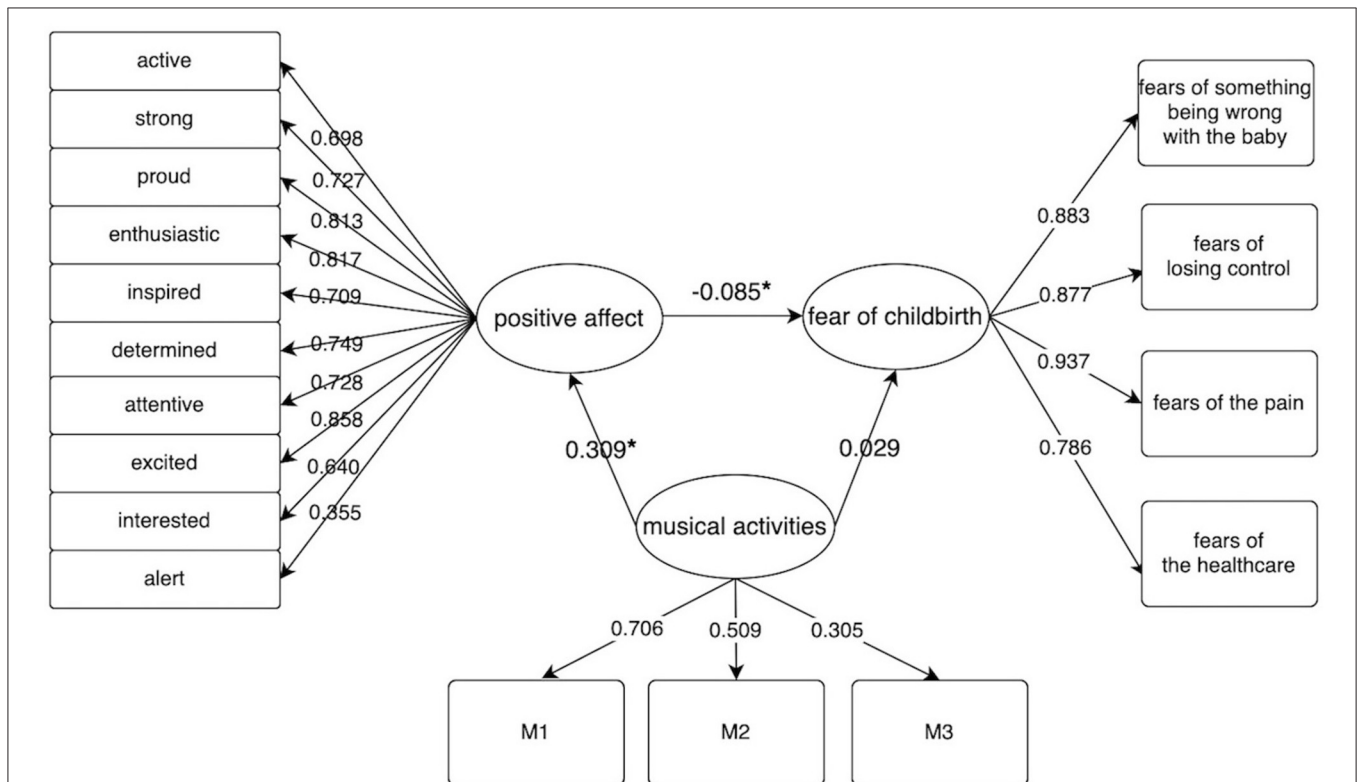 active
strong
proud
enthusiastic
inspired
determined
attentive
excited
interested
alert
0.698
0.727
0.813
0.817
0.709
0.749
0.728
0.858
0.640
0.355
positive affect
-0.085*
fear of childbirth
0.309*
0.029
musical activities
0.706
0.509
0.305
M1
M2
M3
0.883
0.877
0.937
0.786
fears of something
being wrong
with the baby
fears of
losing control
fears of the pain
fears of
the healthcare